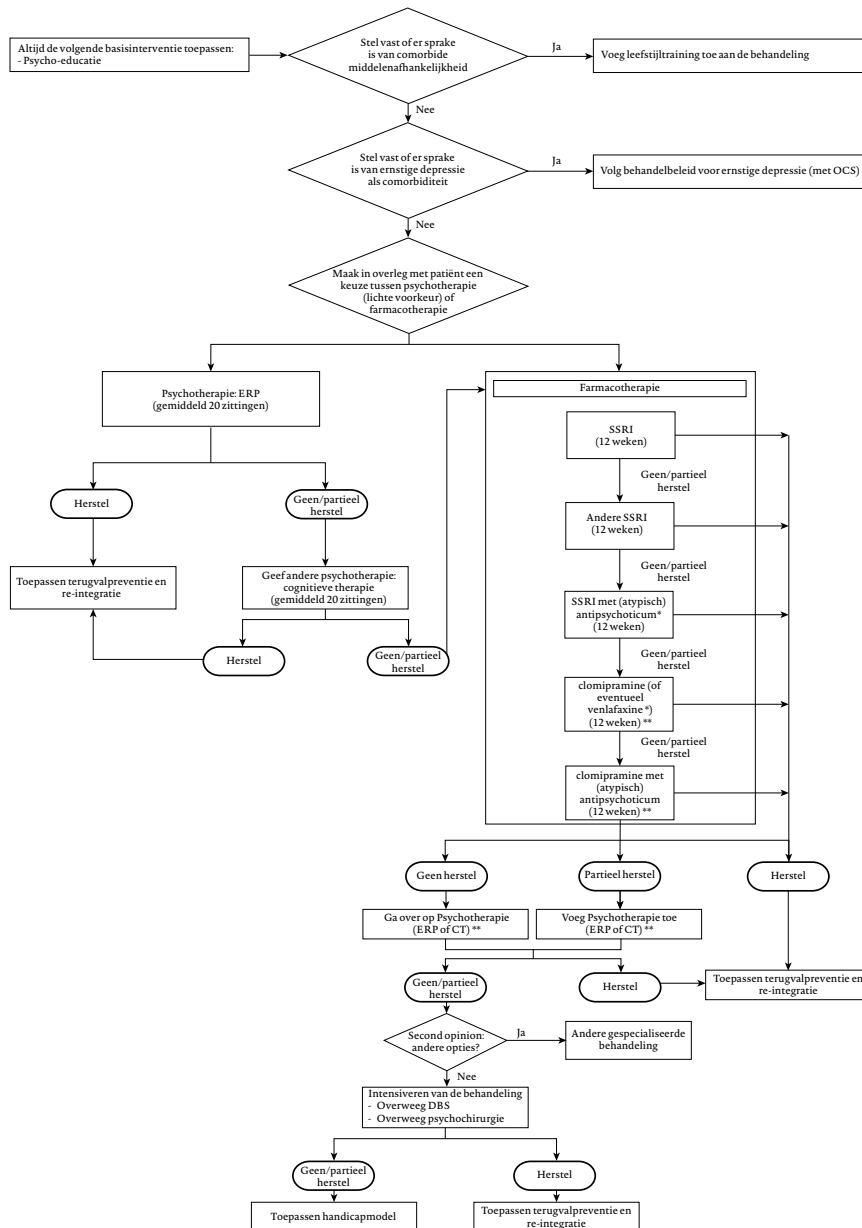 Altijd de volgende basisinterventie toepassen:
- Psycho-educatie
Stel vast of er sprake
is van comorbide
middenafhankelijkheid
Ja
Voeg leefstijltraining toe aan de behandeling
Nee
Stel vast of er sprake
is van ernstige depressie
als comorbiditeit
Ja
Volg behandelbeleid voor ernstige depressie (met OCS)
Nee
Maak in overleg met patiënt een
keuze tussen psychotherapie
(lichte voorkeur) of
farmacotherapie
Psychotherapie: ERP
(gemiddeld 20 zittingen)
Farmacotherapie
SSRI
(12 weken)
Geen/partieel
herstel
Herstel
Geen/partieel
herstel
Andere SSRI
(12 weken)
Geen/partieel
herstel
Toepassen terugvalpreventie en
re-integratie
Geef andere psychotherapie:
cognitieve therapie
(gemiddeld 20 zittingen)
SSRI met (atypisch)
antipsychoticum*
(12 weken)
Herstel
Geen/partieel
herstel
Geen/partieel
herstel
clomipramine (of
eventueel
venlafaxine *)
(12 weken) **
Geen/partieel
herstel
clomipramine met
(atypisch)
antipsychoticum
(12 weken) **
Geen herstel
Partieel herstel
Herstel
Ga over op Psychotherapie
(ERP of CT) **
Voeg Psychotherapie toe
(ERP of CT) **
Geen/partieel
herstel
Herstel
Toepassen terugvalpreventie en
re-integratie
Second opinion:
andere opties?
Ja
Andere gespecialiseerde
behandeling
Nee
Intensiveren van de behandeling
- Overweeg DBS
- Overweeg psychochirurgie
Geen/partieel
herstel
Herstel
Toepassen handicapmodel
Toepassen terugvalpreventie en
re-integratie